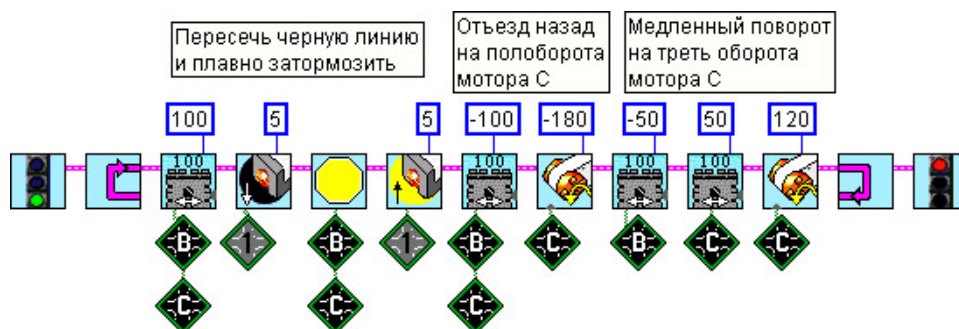 Пересечь черную линию
и плавно затормозить
Отъезд назад
на полоборота
мотора С
Медленный поворот
на треть оборота
мотора С
100 5 5 -100 -180 -50 50 120
100 100 100 100
B 1 B 1 B C B C C
C C C